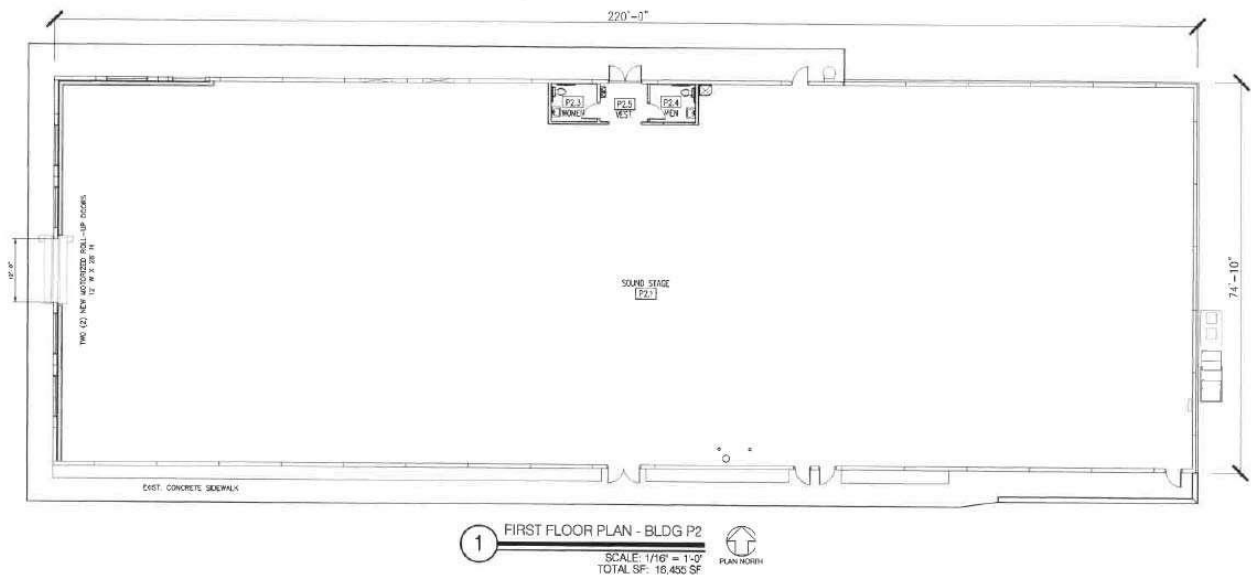 220'-0"
P2.3
WOMEN
P2.5
VEST.
P2.4
MEN
TWO (2) NEW MOTORIZED ROLL-UP DOORS
12' W X 28' H
12'-0"
SOUND STAGE
P2.1
74'-10"
EXIST. CONCRETE SIDEWALK
1
FIRST FLOOR PLAN - BLDG P2
SCALE: 1/16" = 1'-0"
TOTAL SF: 16,455 SF
PLAN NORTH